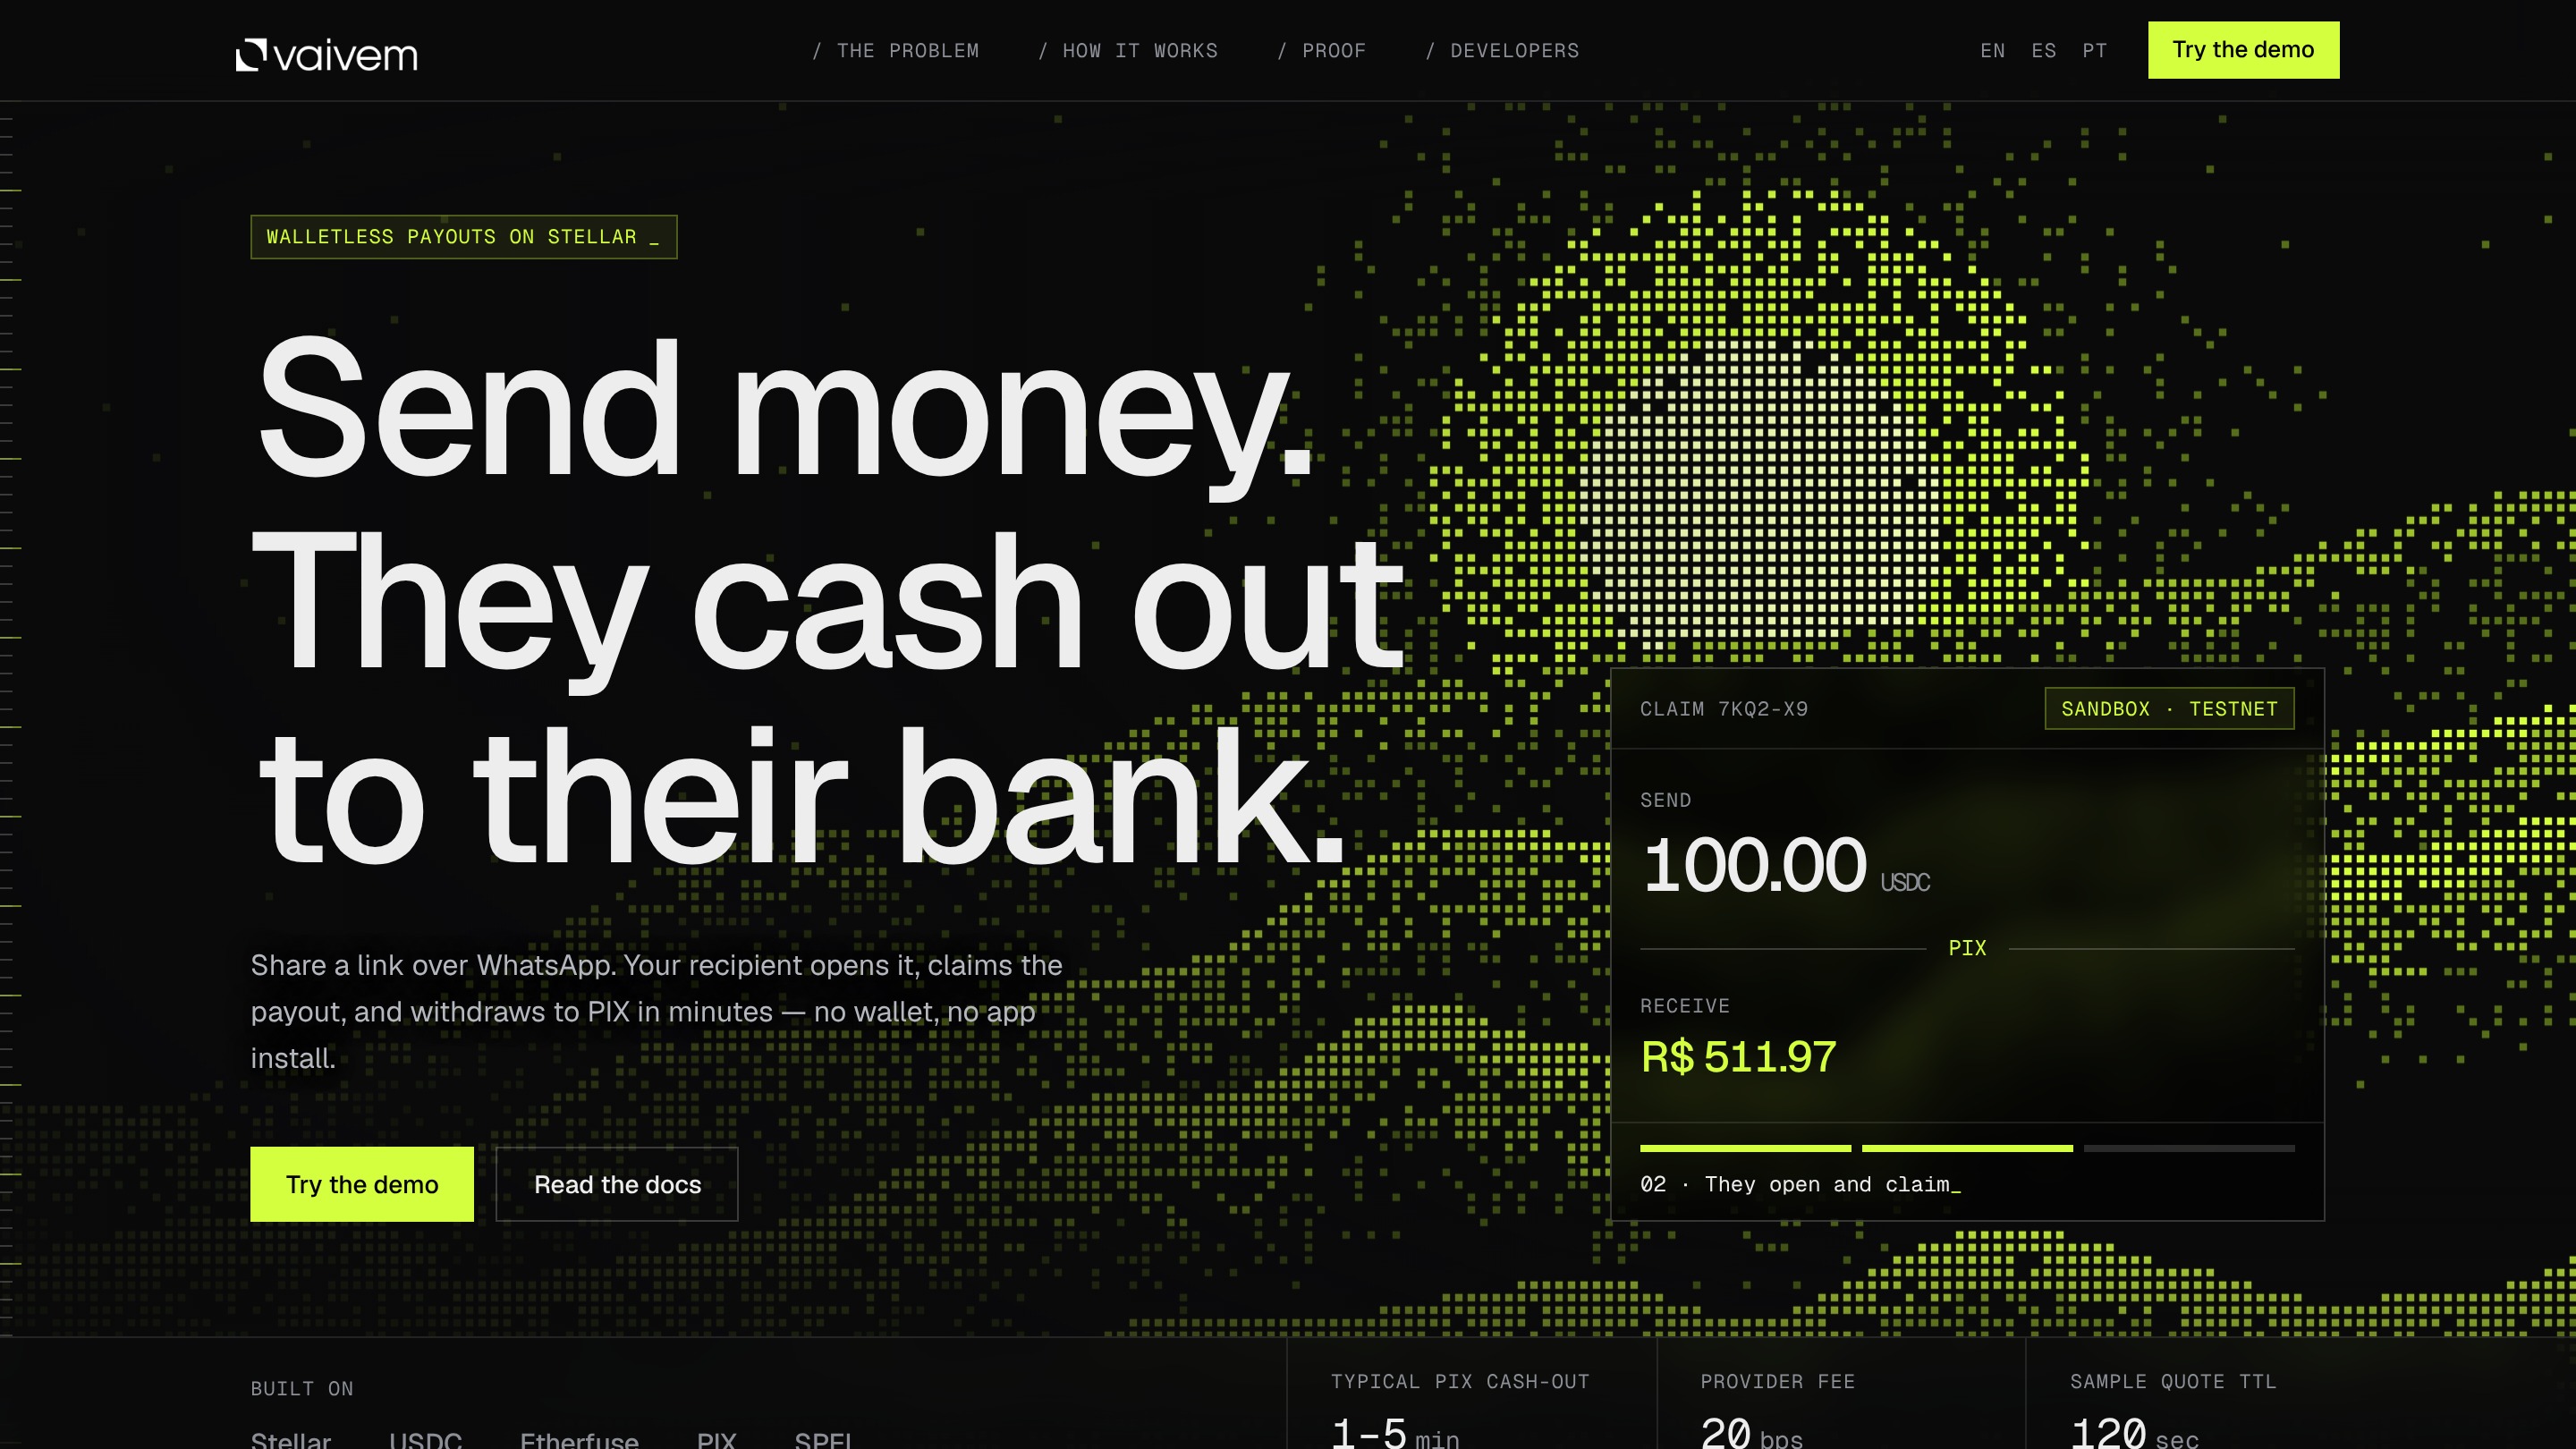 vaivem
/ THE PROBLEM / HOW IT WORKS / PROOF / DEVELOPERS
EN ES PT
Try the demo
WALLETLESS PAYOUTS ON STELLAR _
Send money.
They cash out
to their bank.
Share a link over WhatsApp. Your recipient opens it, claims the
payout, and withdraws to PIX in minutes — no wallet, no app
install.
Try the demo
Read the docs
CLAIM 7KQ2-X9
SANDBOX · TESTNET
SEND
100.00 USDC
PIX
RECEIVE
R$ 511.97
02 · They open and claim_
BUILT ON
Stellar USDC Etherfuse PIX SPEI
TYPICAL PIX CASH-OUT
1–5 min
PROVIDER FEE
20 bps
SAMPLE QUOTE TTL
120 sec